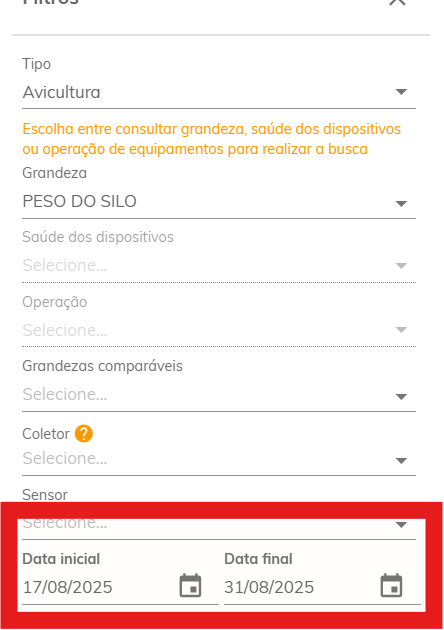 Filtros
Tipo
Avicultura
Escolha entre consultar grandeza, saúde dos dispositivos
ou operação de equipamentos para realizar a busca
Grandeza
PESO DO SILO
Saúde dos dispositivos
Selecione...
Operação
Selecione...
Grandezas comparáveis
Selecione...
Coletor ?
Selecione...
Sensor
Selecione...
Data inicial Data final
17/08/2025 31/08/2025